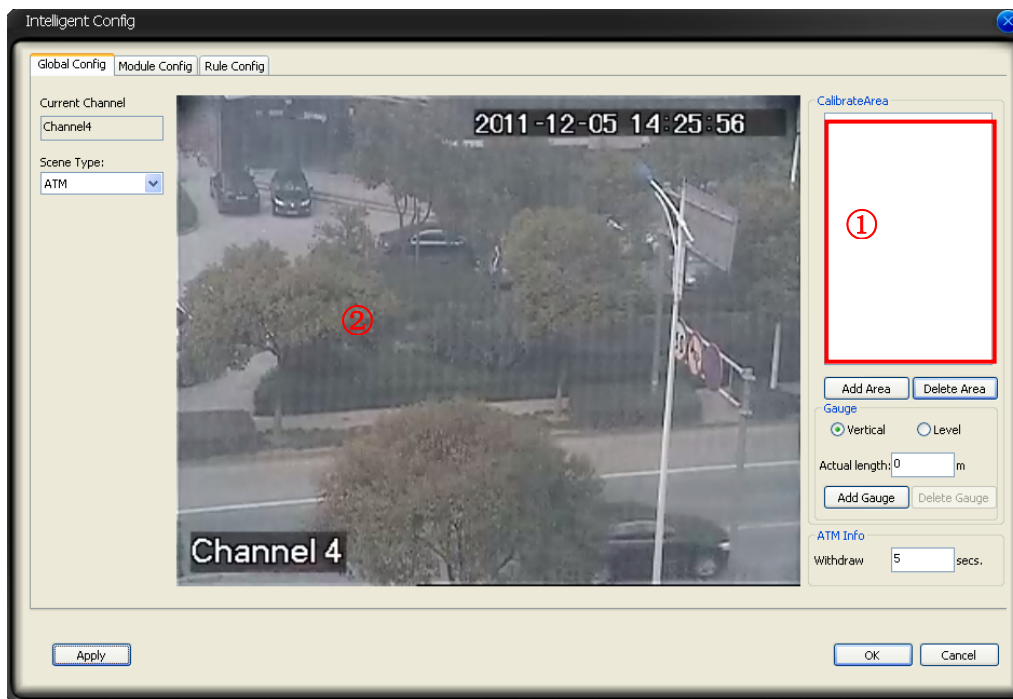 Intelligent Config
Global Config
Module Config
Rule Config
Current Channel
Channel4
Scene Type:
ATM
2011-12-05 14:25:56
②
Channel 4
CalibrateArea
①
Add Area
Delete Area
Gauge
Vertical
Level
Actual length: 0 m
Add Gauge
Delete Gauge
ATM Info
Withdraw 5 secs.
Apply
OK
Cancel